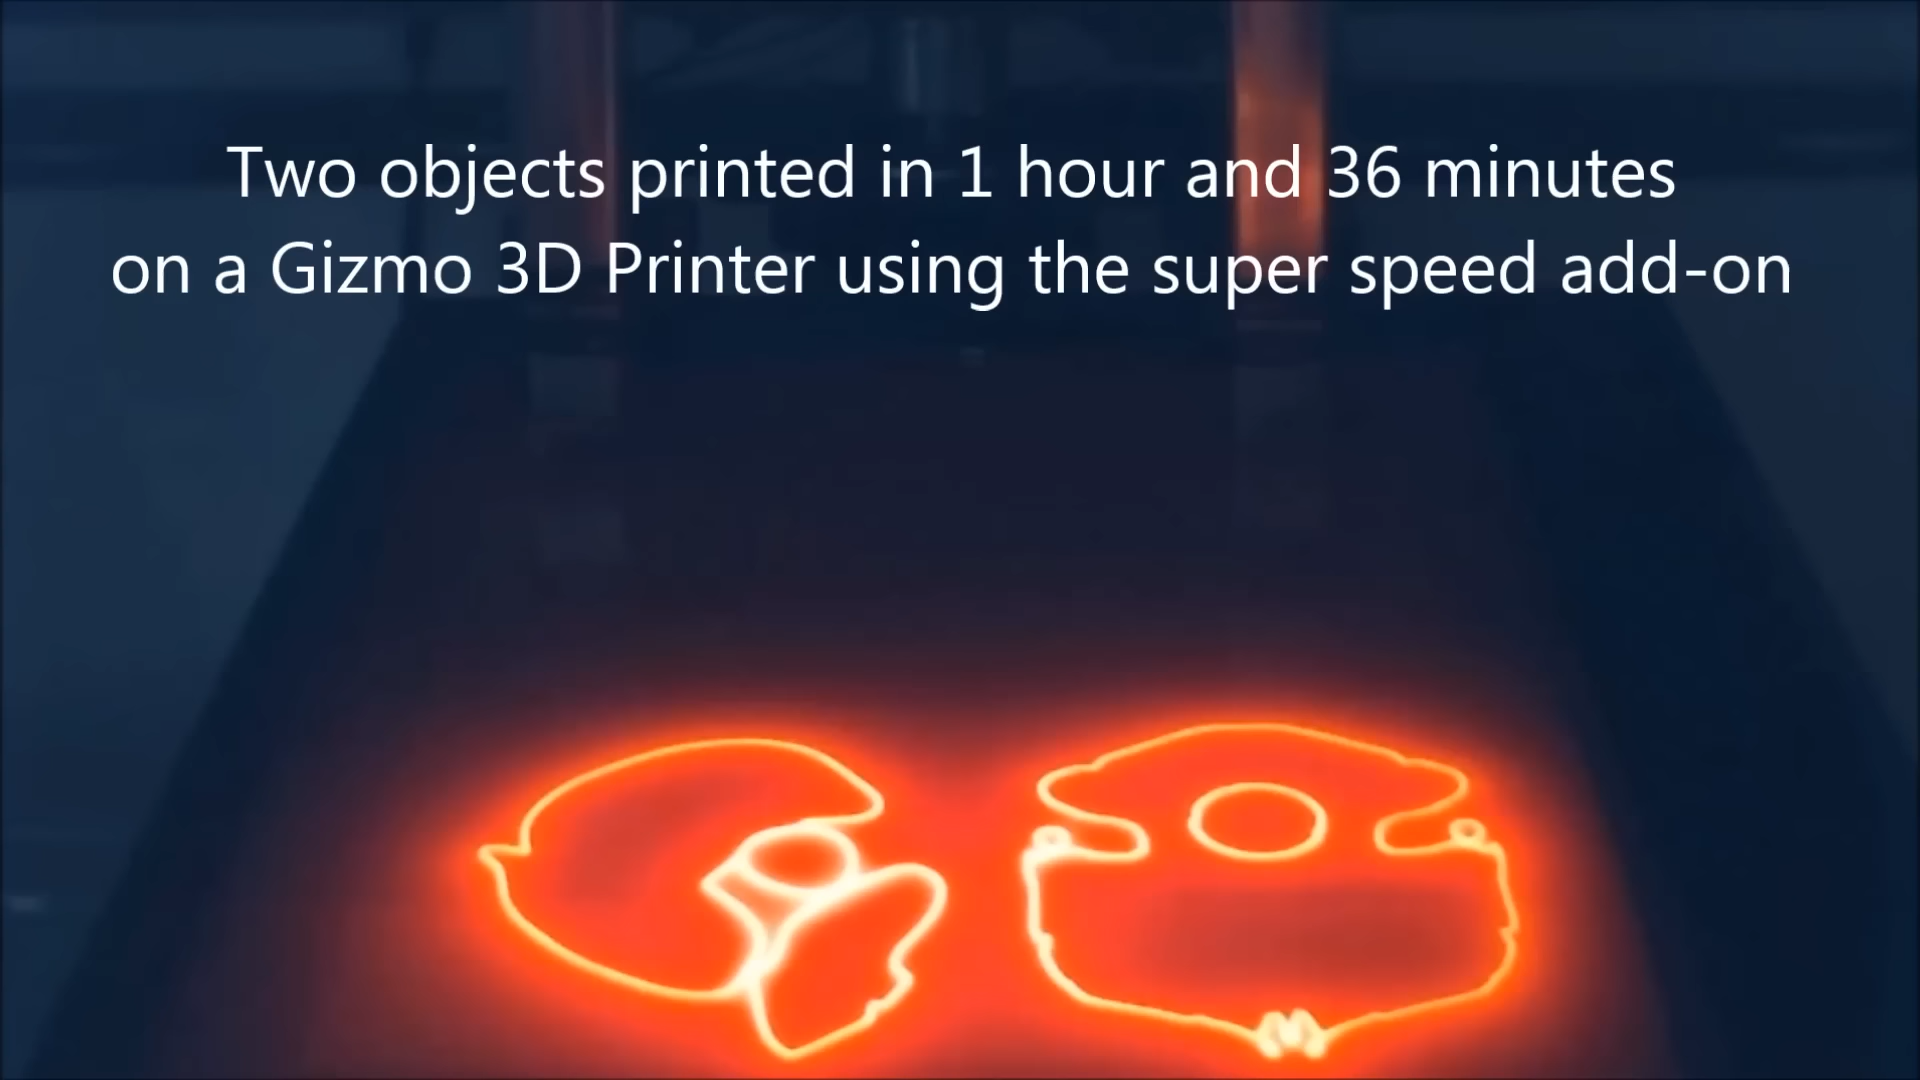 Two objects printed in 1 hour and 36 minutes
on a Gizmo 3D Printer using the super speed add-on